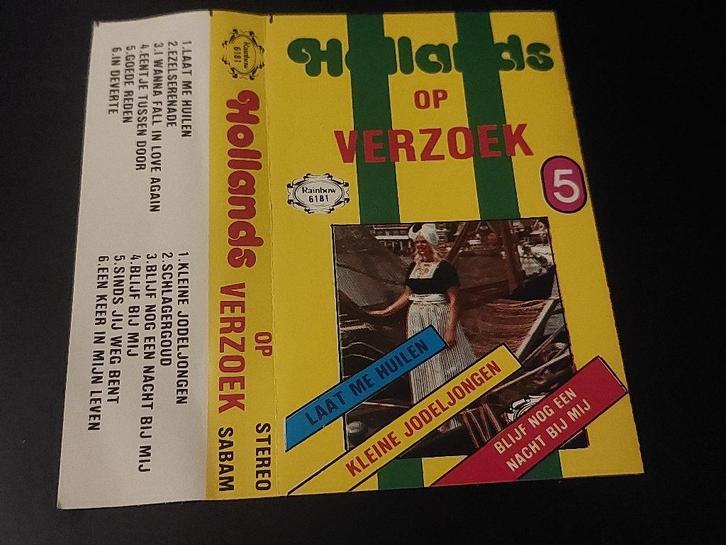 1.LAAT ME HUILEN
2.EZELSERENADE
3.I WANNA FALL IN LOVE AGAIN
4.EENTJE TUSSEN DOOR
5.GOEDE REDEN
6.IN DEVERTE
1.KLEINE JODELJONGEN
2.SCHLAGERGOUD
3.BLIJF NOG EEN NACHT BIJ MIJ
4.BLIJF BIJ MIJ
5.SINDS JIJ WEG BENT
6.EEN KEER IN MIJN LEVEN
Rainbow
6181
Hollands
OP
VERZOEK
STEREO
SABAM
Hollands
OP
VERZOEK
5
Rainbow
6181
LAAT ME HUILEN
KLEINE JODELJONGEN
BLIJF NOG EEN
NACHT BIJ MIJ